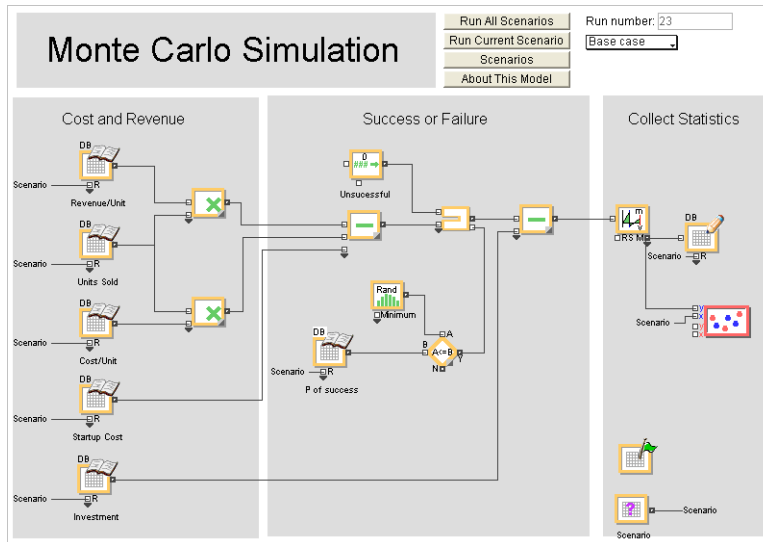 Monte Carlo Simulation
Run All Scenarios
Run Current Scenario
Scenarios
About This Model
Run number: 23
Base case
Cost and Revenue
DB
Scenario
R
Revenue/Unit
DB
Scenario
R
Units Sold
DB
Scenario
R
Cost/Unit
DB
Scenario
R
Startup Cost
DB
Scenario
R
Investment
Success or Failure
D
###
Unsucessful
Rand
Minimum
A
B
A<=B
Y
N
DB
Scenario
R
P of success
Collect Statistics
m
R S M
DB
Scenario
R
Scenario
y
x
y
x
?
Scenario
Scenario